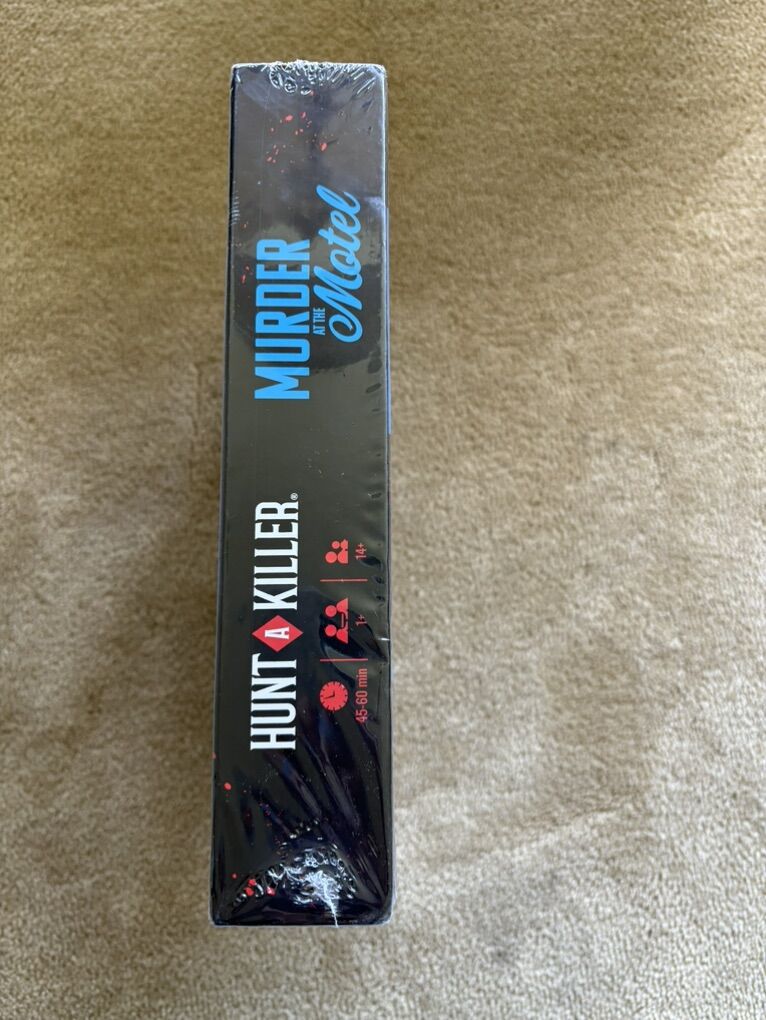 HUNT A KILLER®
45-60 min
1+
14+
MURDER
AT THE
Motel